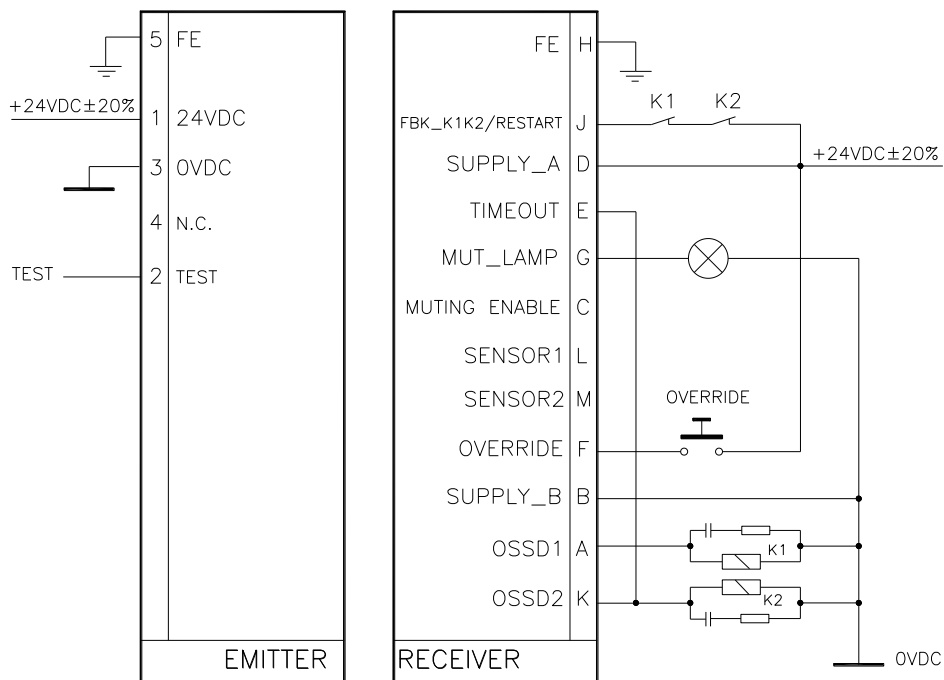 5 FE
+24VDC±20%
1 24VDC
3 0VDC
4 N.C.
TEST 2 TEST
EMITTER
FE H
K1 K2
FBK_K1K2/RESTART J
+24VDC±20%
SUPPLY_A D
TIMEOUT E
MUT_LAMP G
MUTING ENABLE C
SENSOR1 L
SENSOR2 M
OVERRIDE
OVERRIDE F
SUPPLY_B B
OSSD1 A
K1
OSSD2 K
K2
RECEIVER
0VDC